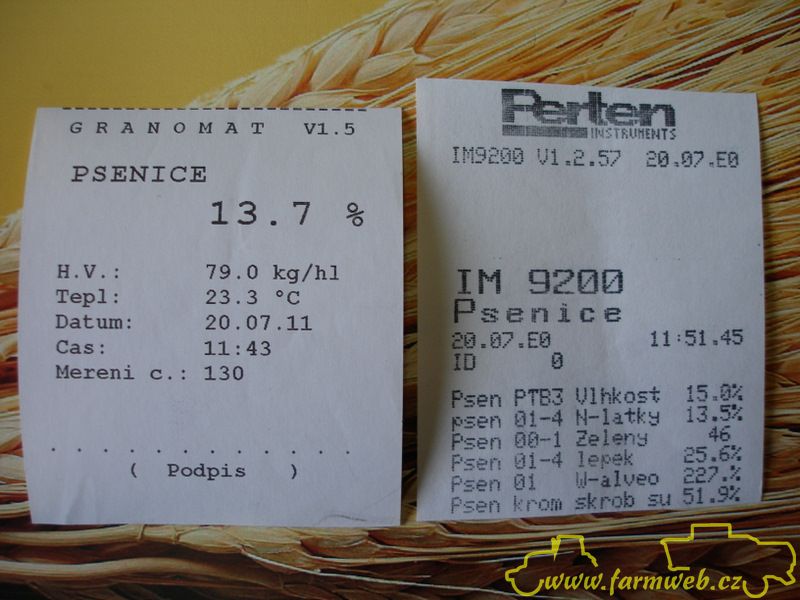 GRANOMAT V1.5
PSENICE
13.7 %
H.V.: 79.0 kg/hl
Tepl: 23.3 °C
Datum: 20.07.11
Cas: 11:43
Mereni c.: 130
. . . . . . . . . . . . .
( Podpis )
Perten
INSTRUMENTS
IM9200 V1.2.57 20.07.E0
IM 9200
Psenice
20.07.E0 11:51.45
ID 0
Psen PTB3 Vlhkost 15.0%
psen 01-4 N-latky 13.5%
Psen 00-1 Zeleny 46
Psen 01-4 lepek 25.6%
Psen 01 W-alveo 227.%
Psen krom skrob su 51.9%
www.farmweb.cz